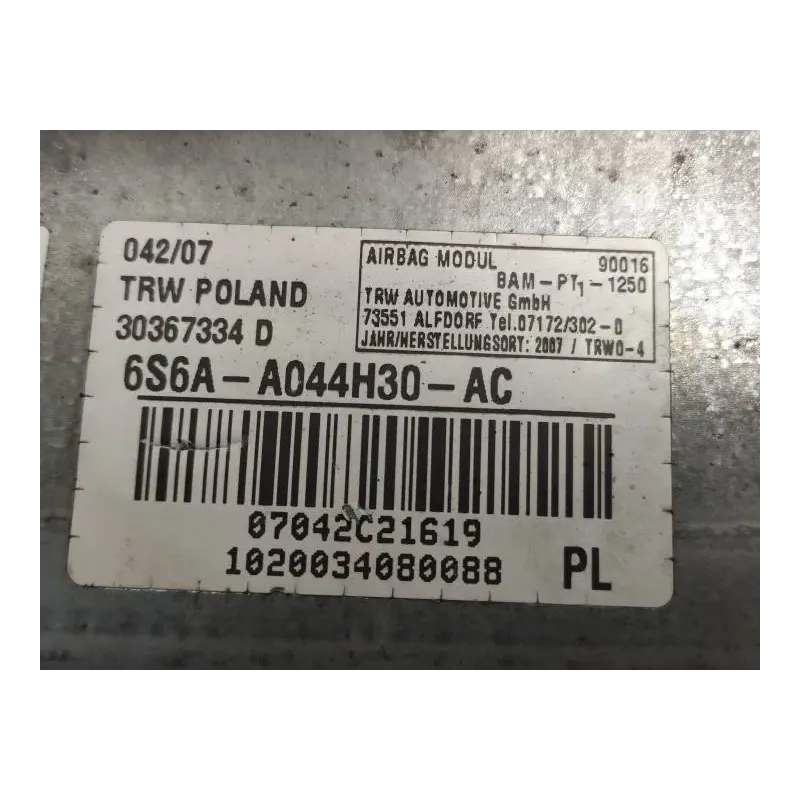 042/07
TRW POLAND
30367334 D
AIRBAG MODUL 90016
BAM-PT1-1250
TRW AUTOMOTIVE GmbH
73551 ALFDORF Tel.07172/302-0
JAHR/HERSTELLUNGSORT: 2007 / TRWO-4
6S6A-A044H30-AC
07042C21619
1020034080088 PL